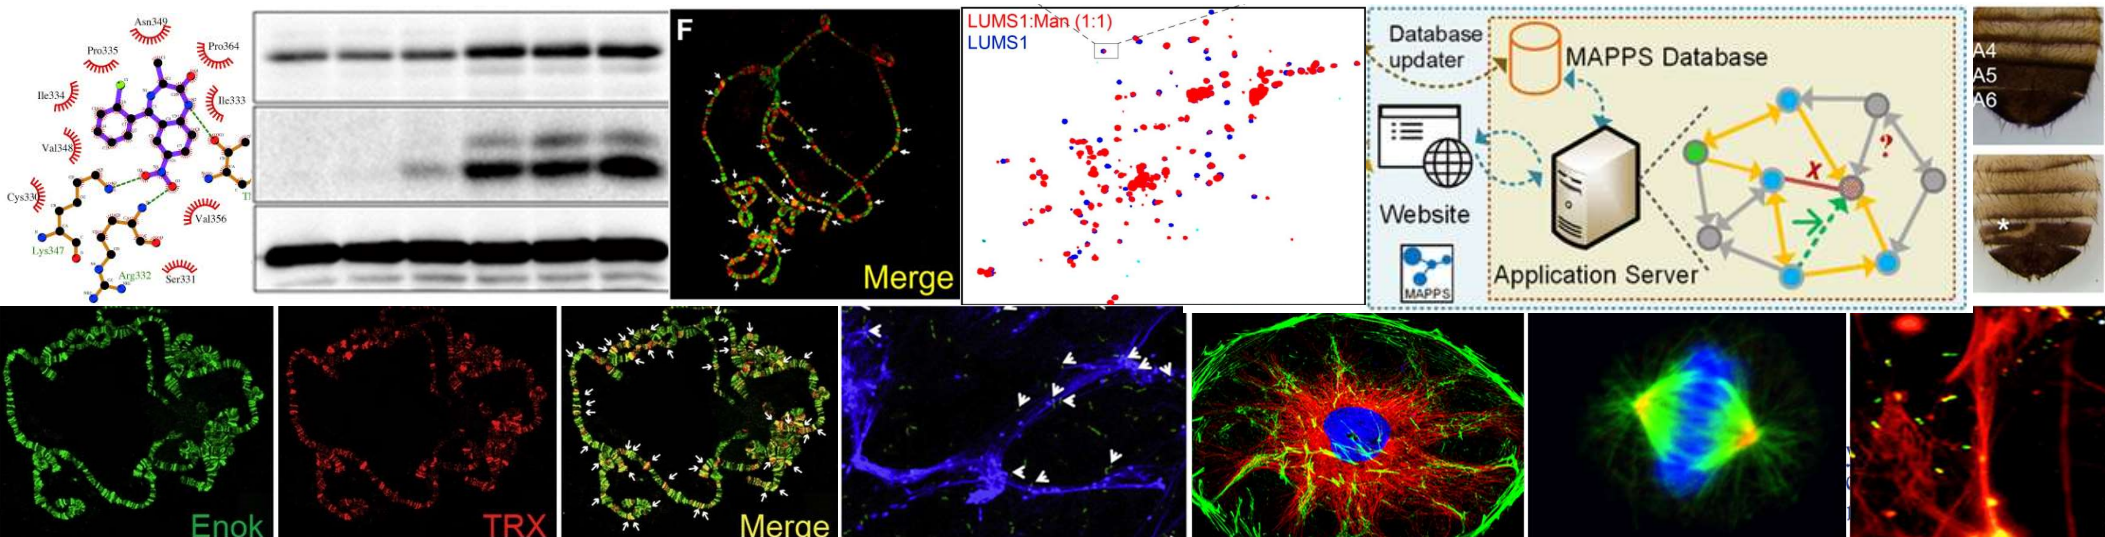 Asn349
Pro335
Pro364
Ile334
Ile333
Val348
Cys330
Val356
Lys347
Arg332
Ser331
F
Merge
LUMS1:Man (1:1)
LUMS1
Database
updater
MAPPS Database
Website
MAPPS
Application Server
X
?
A4
A5
A6
*
Enok
TRX
Merge